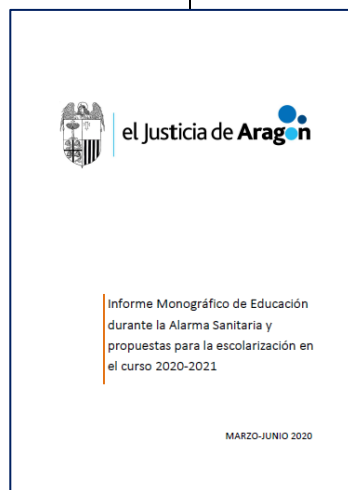 el Justicia de Aragon
Informe Monográfico de Educación
durante la Alarma Sanitaria y
propuestas para la escolarización en
el curso 2020-2021
MARZO-JUNIO 2020